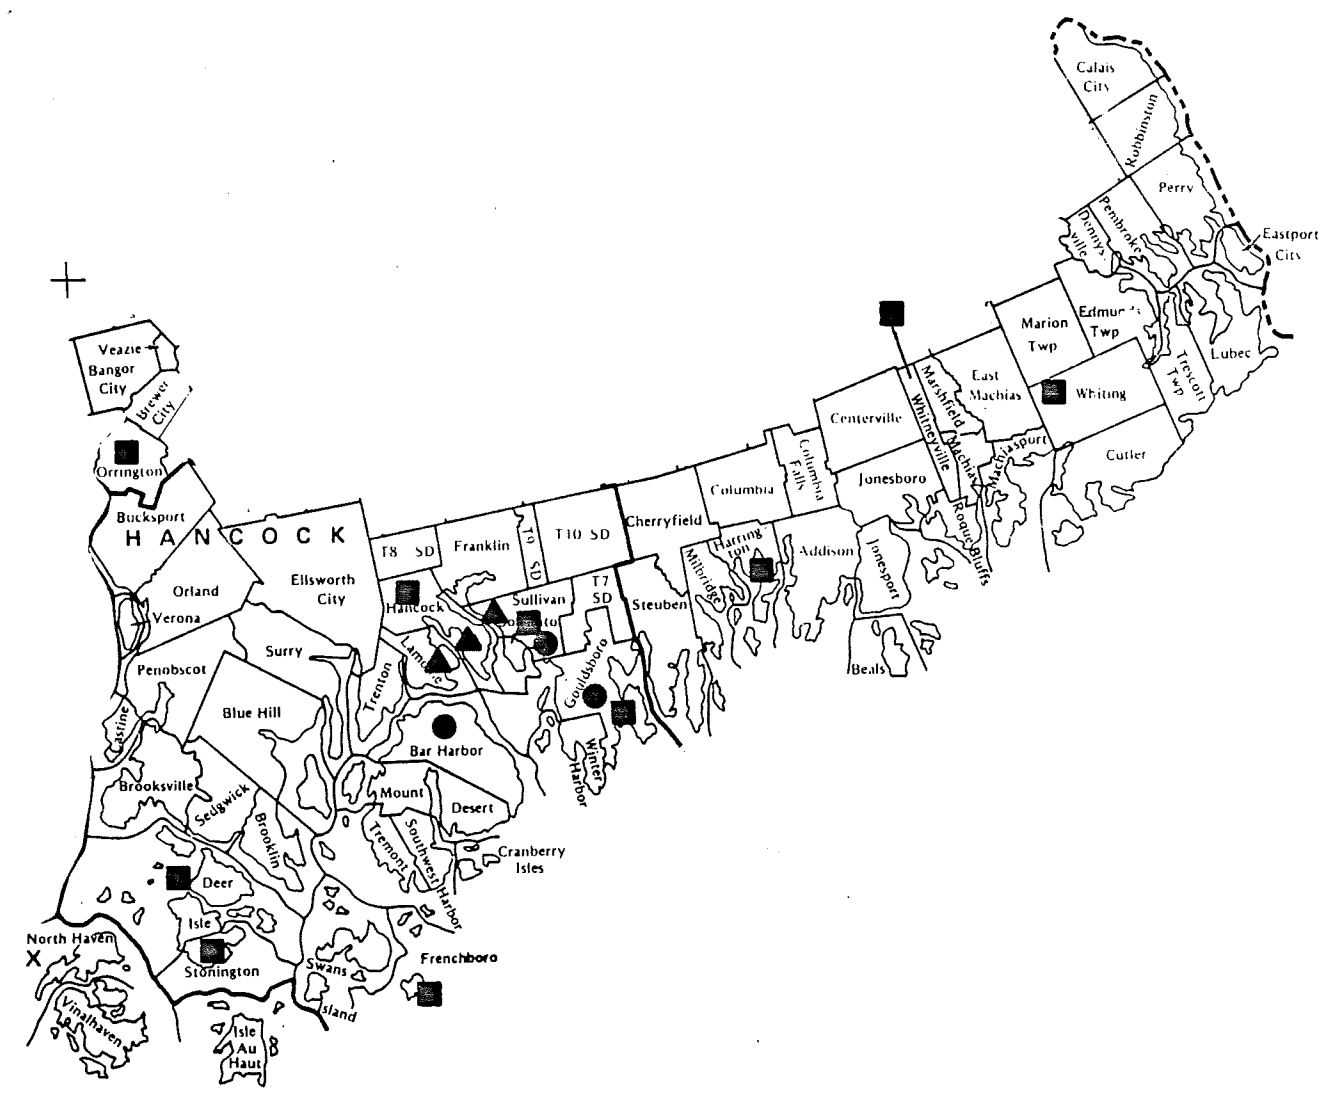 Calais
City
Robbinston
Perry
Pembroke
Dennys
ville
Eastport
City
Edmunds
Twp
Marion
Twp
Lubec
Trescott
Twp
Whiting
Cutler
East
Machias
Marshfield
Whitneyville
Machias
Machiasport
Centerville
Jonesboro
Roque Bluffs
Jonesport
Beals
Columbia
Falls
Columbia
Addison
Harring
ton
Milbridge
Cherryfield
Steuben
T10 SD
T9
SD
T7
SD
Franklin
Sullivan
T8 SD
Hancock
Gouldsboro
Winter
Harbor
Veazie
Bangor
City
Brewer
City
Orrington
Bucksport
HANCOCK
Orland
Verona
Ellsworth
City
Penobscot
Surry
Trenton
Castine
Blue Hill
Bar Harbor
Brooksville
Sedgwick
Brooklin
Mount
Desert
Tremont
Southwest Harbor
Cranberry
Isles
Deer
Isle
Stonington
North Haven
X
Vinalhaven
Isle
Au
Haut
Swans
Island
Frenchboro